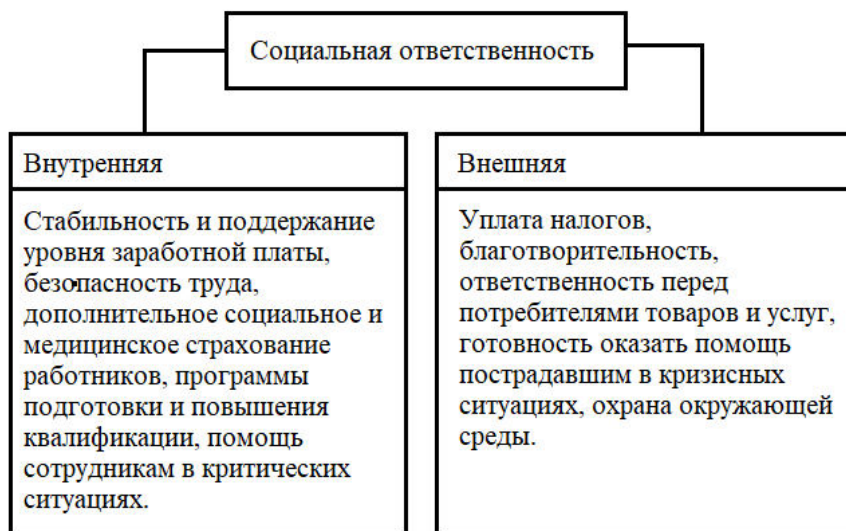 Социальная ответственность
Внутренняя
Стабильность и поддержание
уровня заработной платы,
безопасность труда,
дополнительное социальное и
медицинское страхование
работников, программы
подготовки и повышения
квалификации, помощь
сотрудникам в критических
ситуациях.
Внешняя
Уплата налогов,
благотворительность,
ответственность перед
потребителями товаров и услуг,
готовность оказать помощь
пострадавшим в кризисных
ситуациях, охрана окружающей
среды.